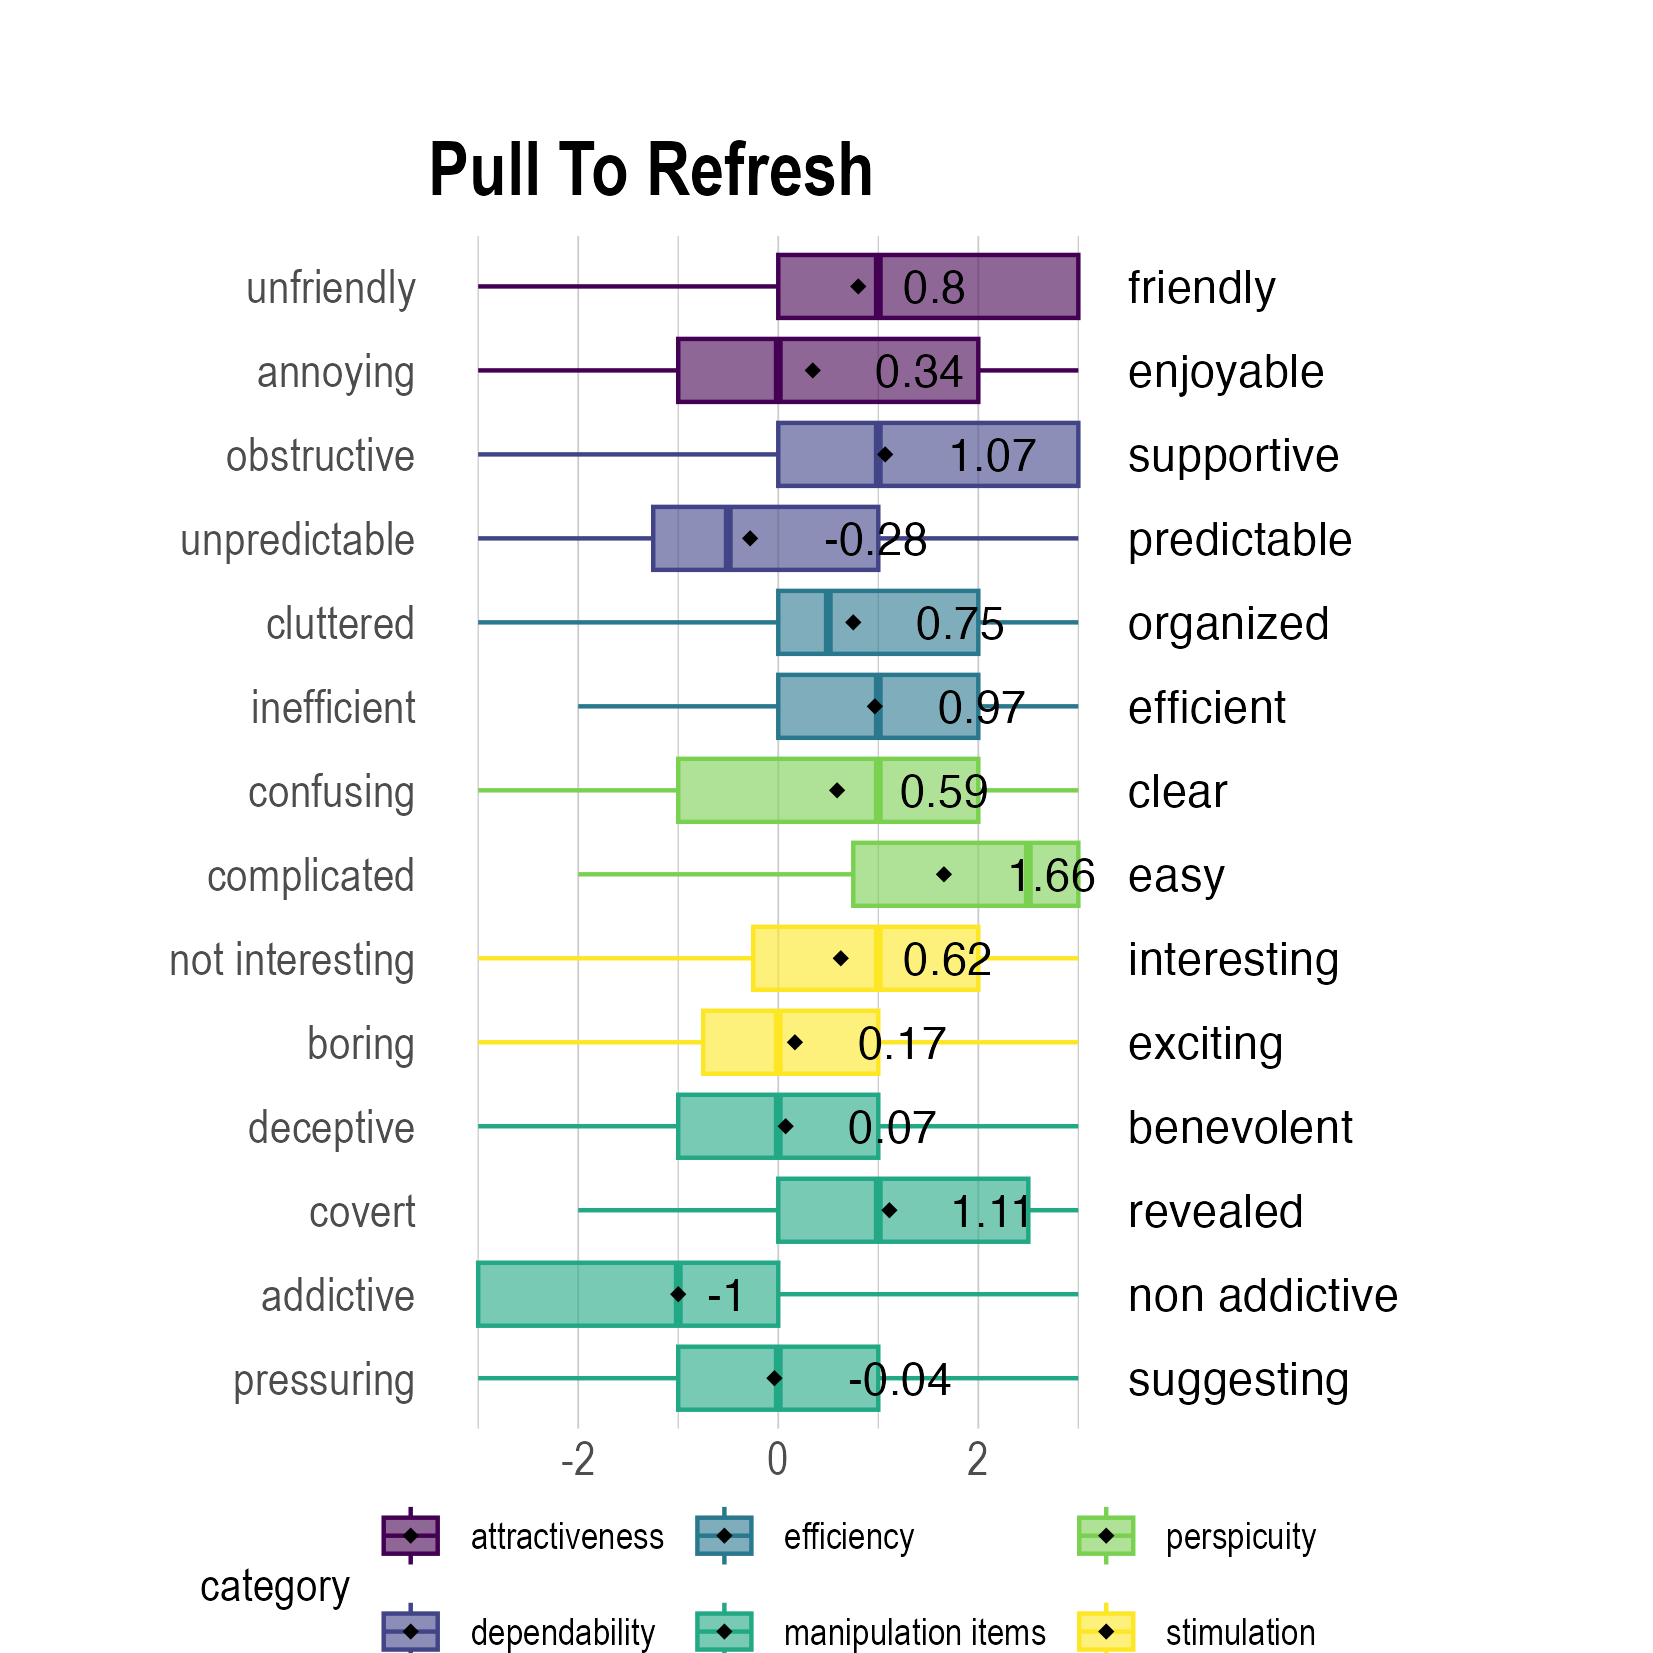 Pull To Refresh
unfriendly 0.8 friendly
annoying 0.34 enjoyable
obstructive 1.07 supportive
unpredictable -0.28 predictable
cluttered 0.75 organized
inefficient 0.97 efficient
confusing 0.59 clear
complicated 1.66 easy
not interesting 0.62 interesting
boring 0.17 exciting
deceptive 0.07 benevolent
covert 1.11 revealed
addictive -1 non addictive
pressuring -0.04 suggesting
-2 0 2
category
attractiveness efficiency perspicuity
dependability manipulation items stimulation